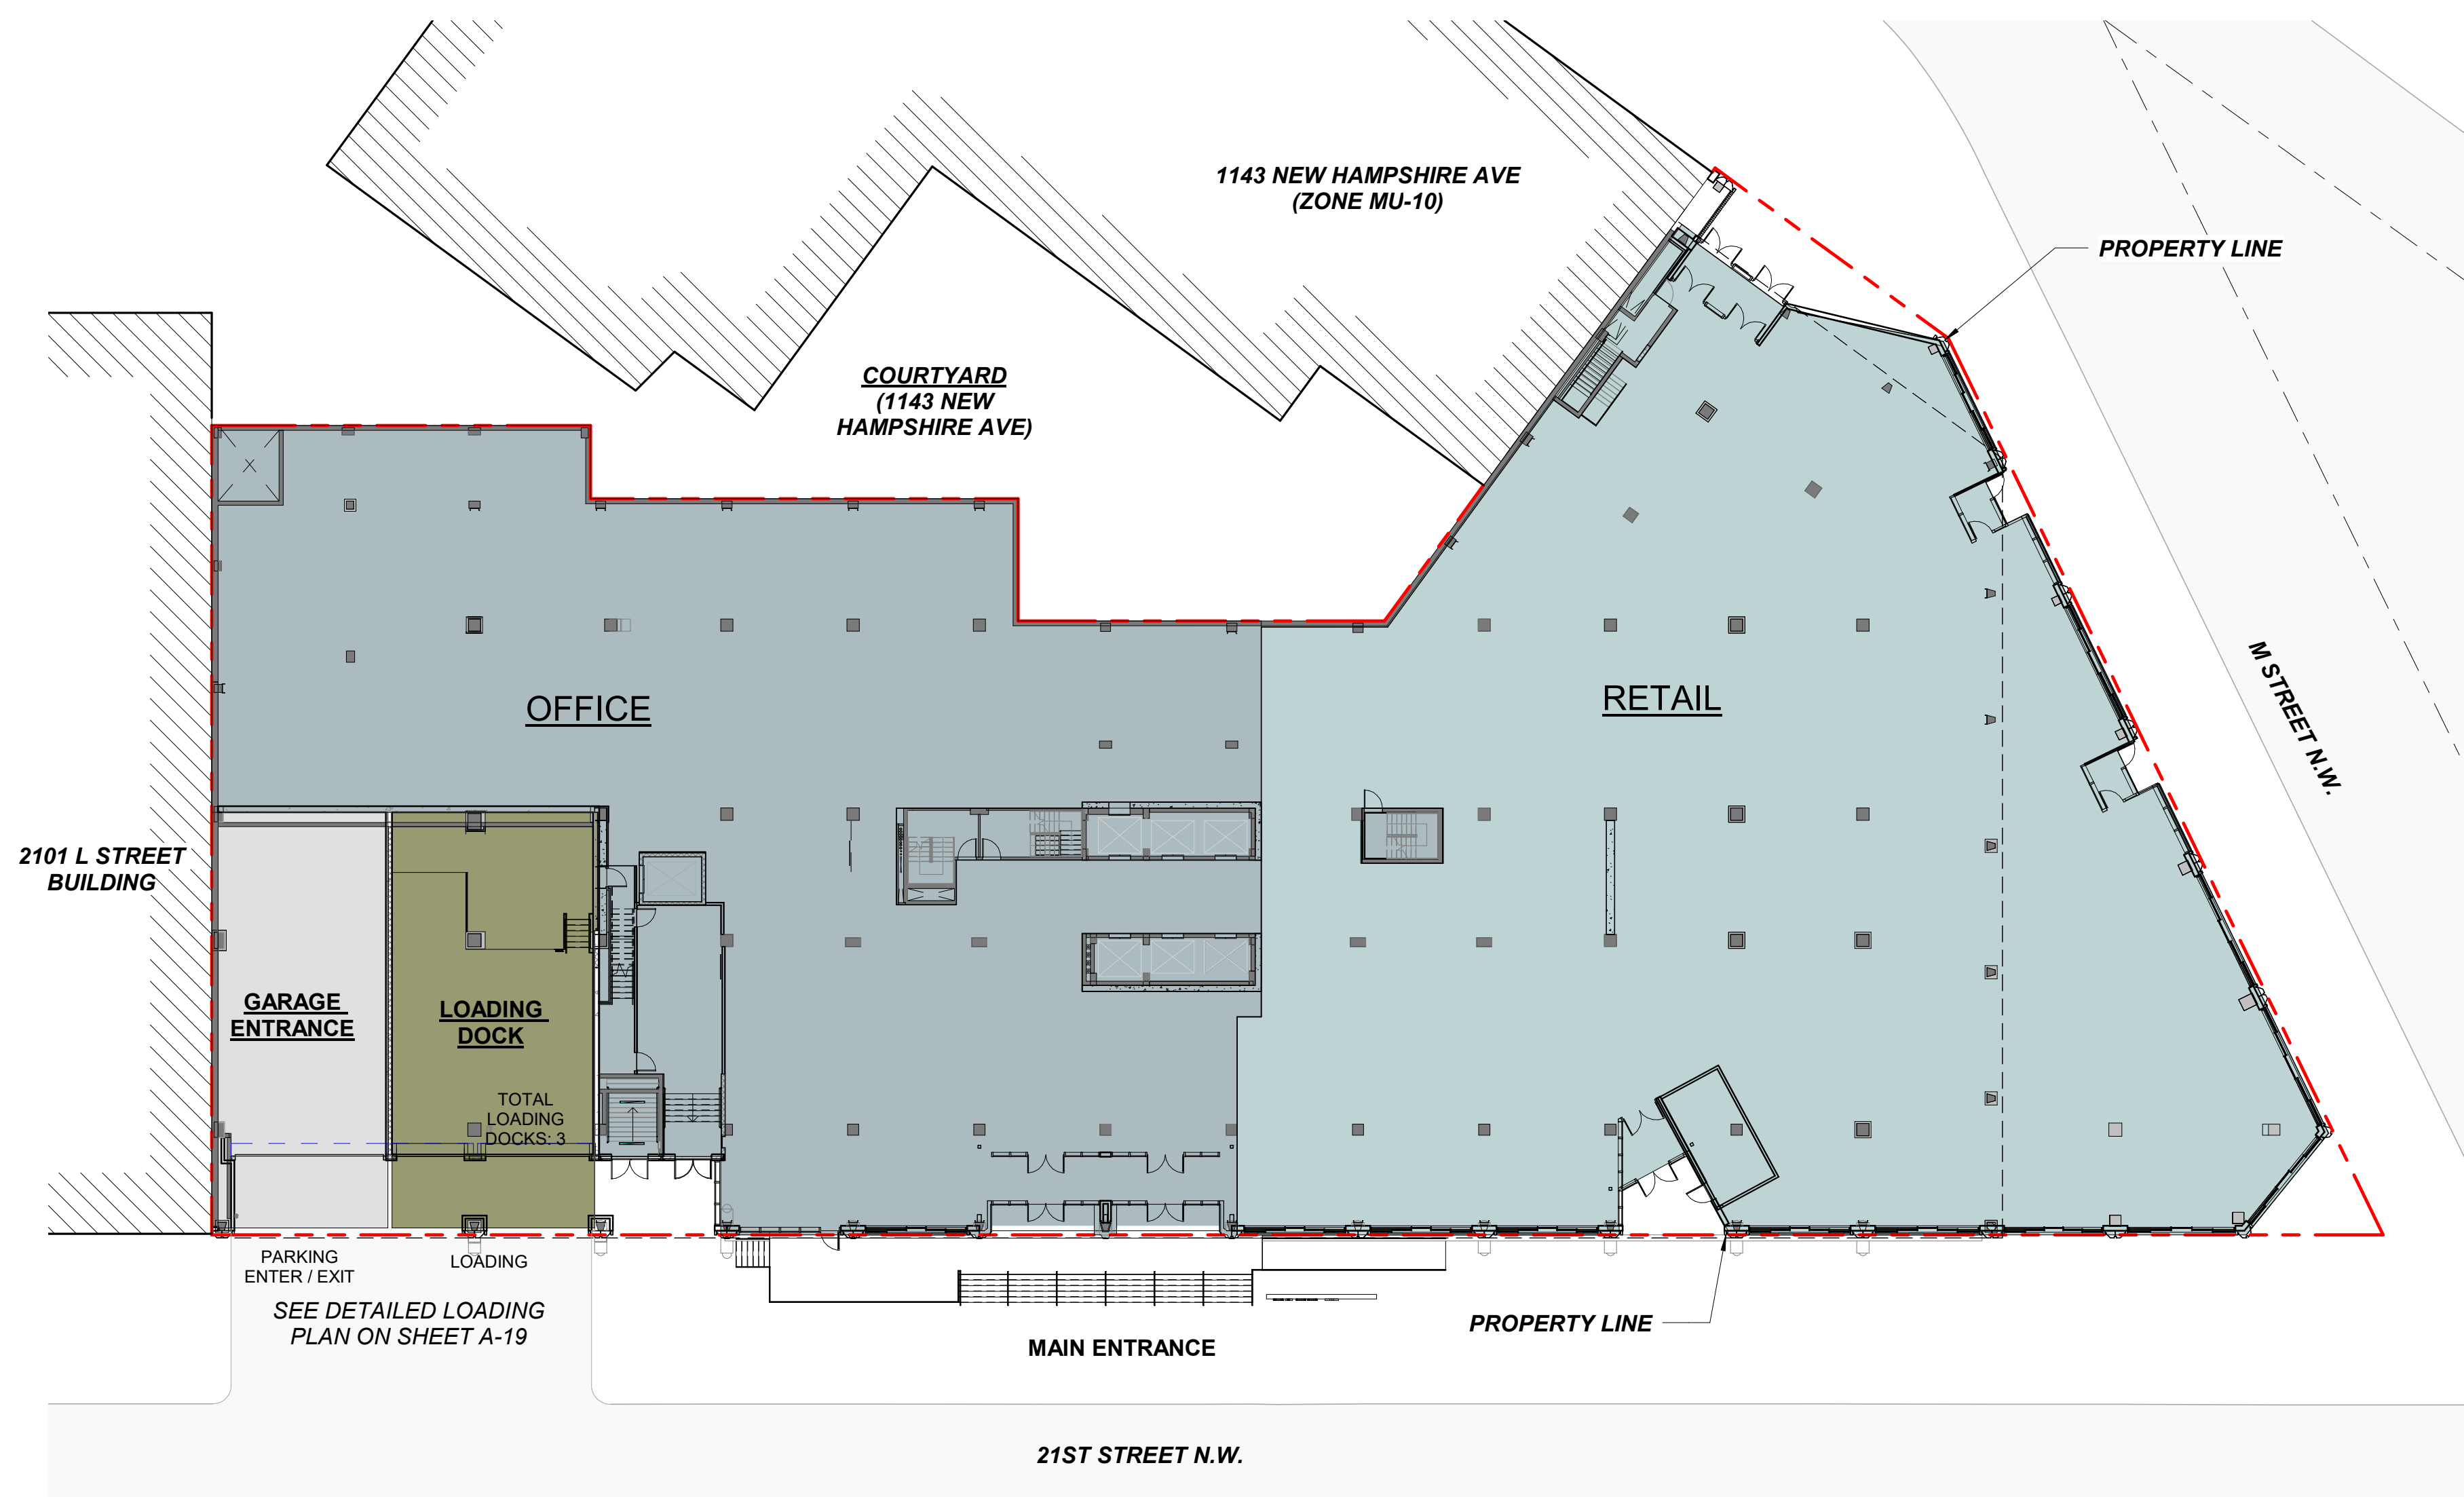 1143 NEW HAMPSHIRE AVE
(ZONE MU-10)
PROPERTY LINE
COURTYARD
(1143 NEW
HAMPSHIRE AVE)
OFFICE
RETAIL
M STREET N.W.
2101 L STREET
BUILDING
GARAGE
ENTRANCE
LOADING
DOCK
TOTAL
LOADING
DOCKS: 3
PARKING
ENTER / EXIT
LOADING
SEE DETAILED LOADING
PLAN ON SHEET A-19
MAIN ENTRANCE
PROPERTY LINE
21ST STREET N.W.